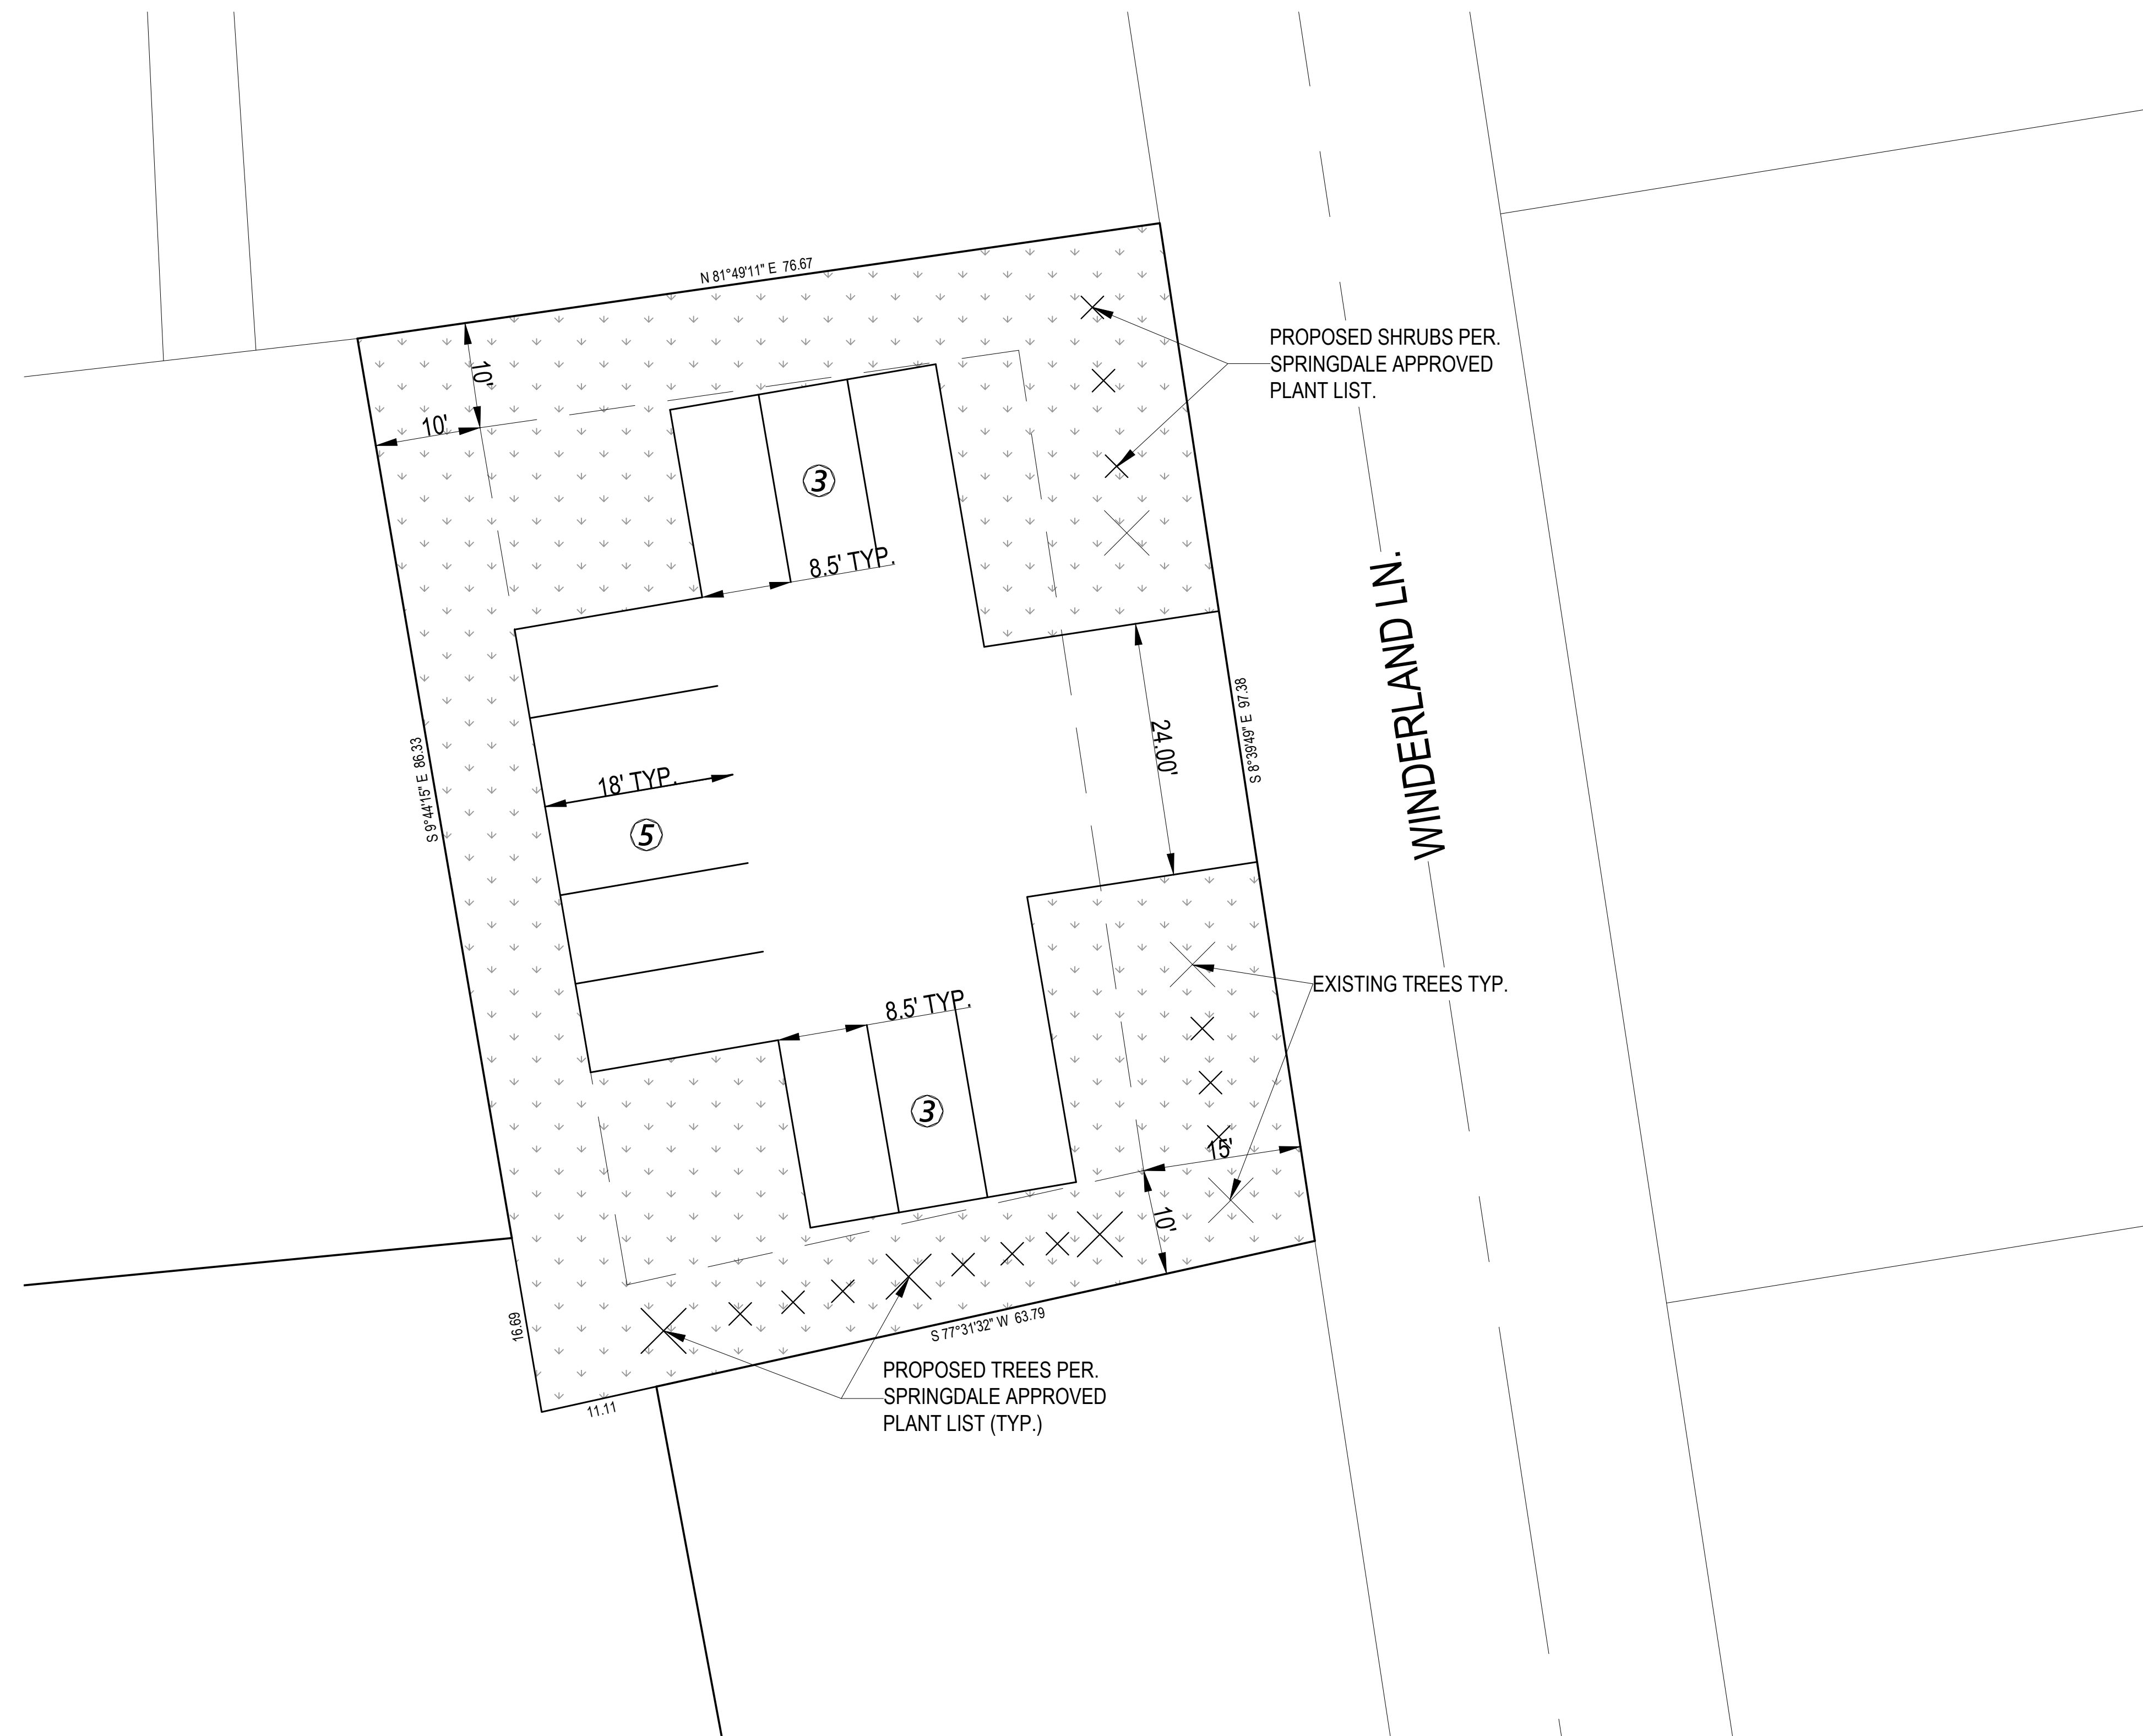 N 81°49'11" E 76.67
PROPOSED SHRUBS PER.
SPRINGDALE APPROVED
PLANT LIST.
10'
10'
3
8.5' TYP.
WINDERLAND LN.
S 8°39'49" E 97.38
24.00'
S 9°44'15" E 86.33
18' TYP.
5
EXISTING TREES TYP.
8.5' TYP.
3
15'
10'
16.69
S 77°31'32" W 63.79
PROPOSED TREES PER.
SPRINGDALE APPROVED
PLANT LIST (TYP.)
11.11